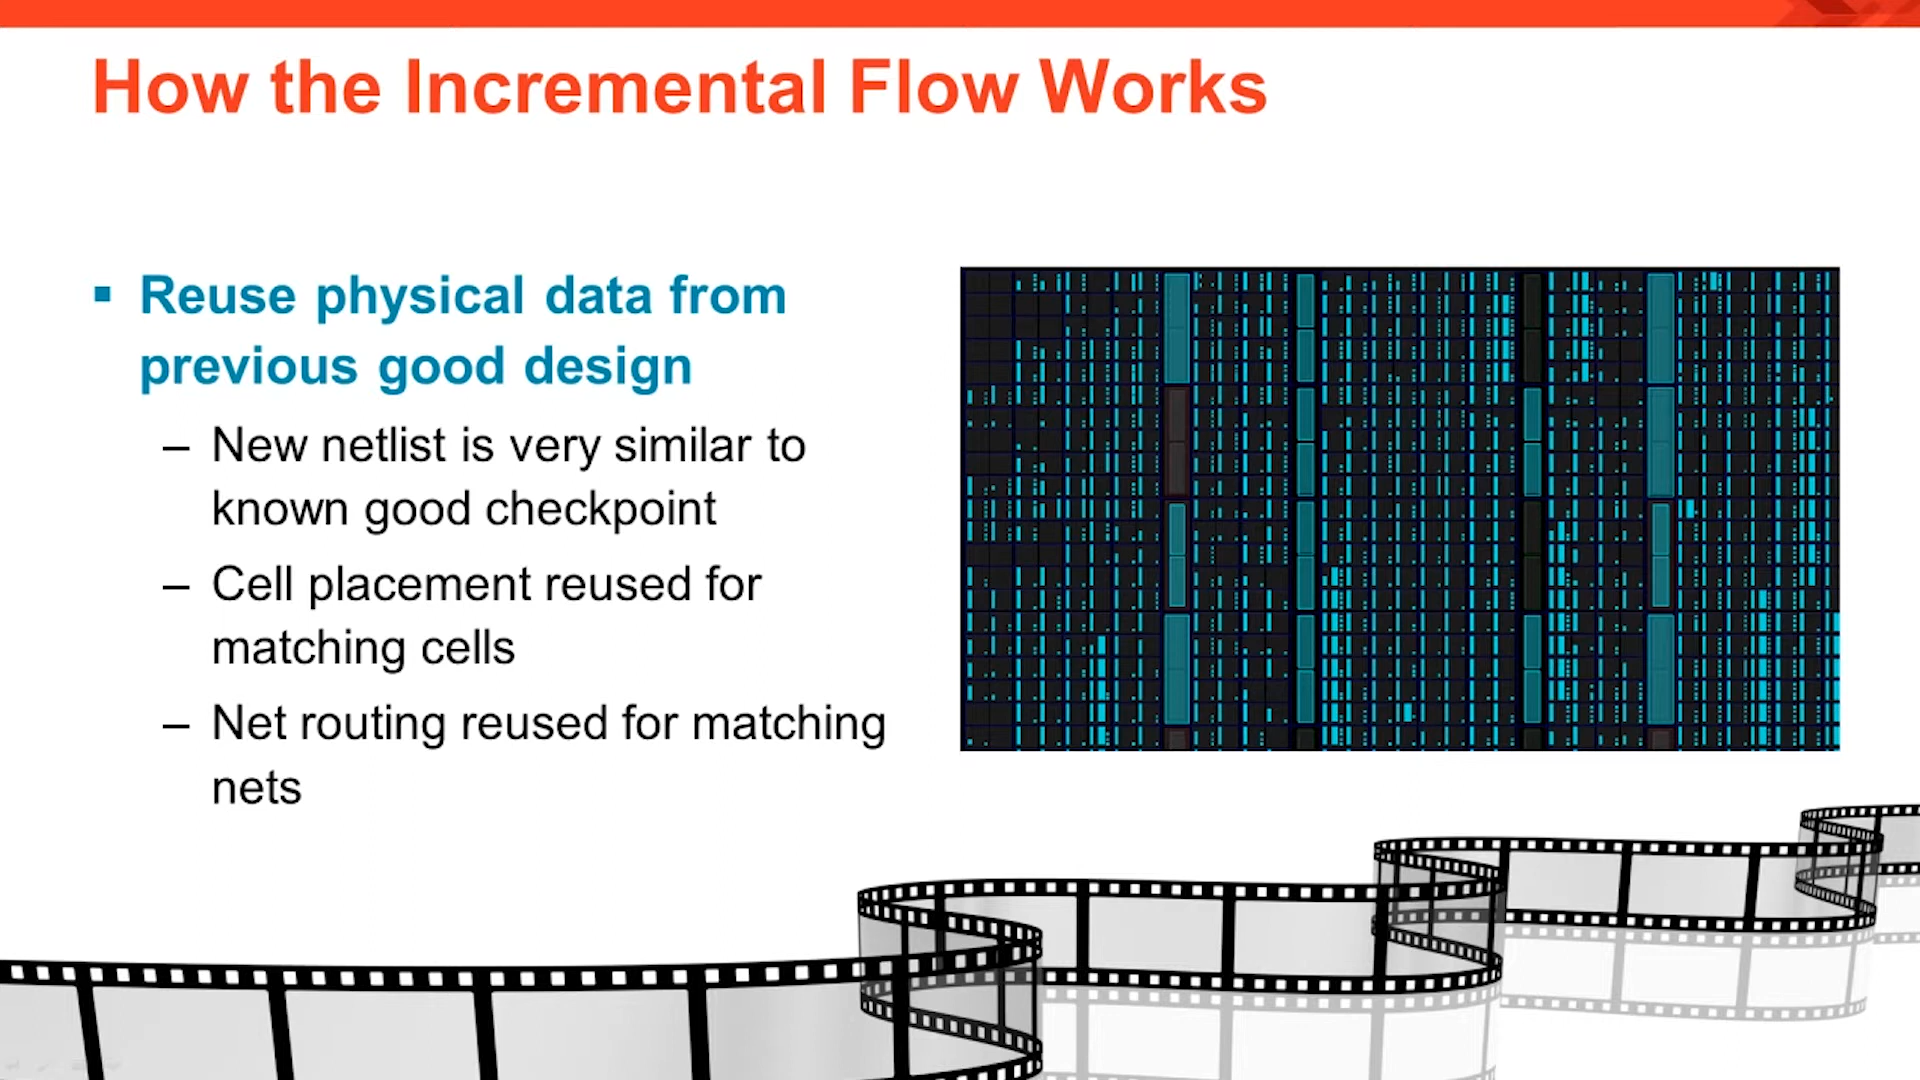 How the Incremental Flow Works
▪ Reuse physical data from
previous good design
– New netlist is very similar to
known good checkpoint
– Cell placement reused for
matching cells
– Net routing reused for matching
nets